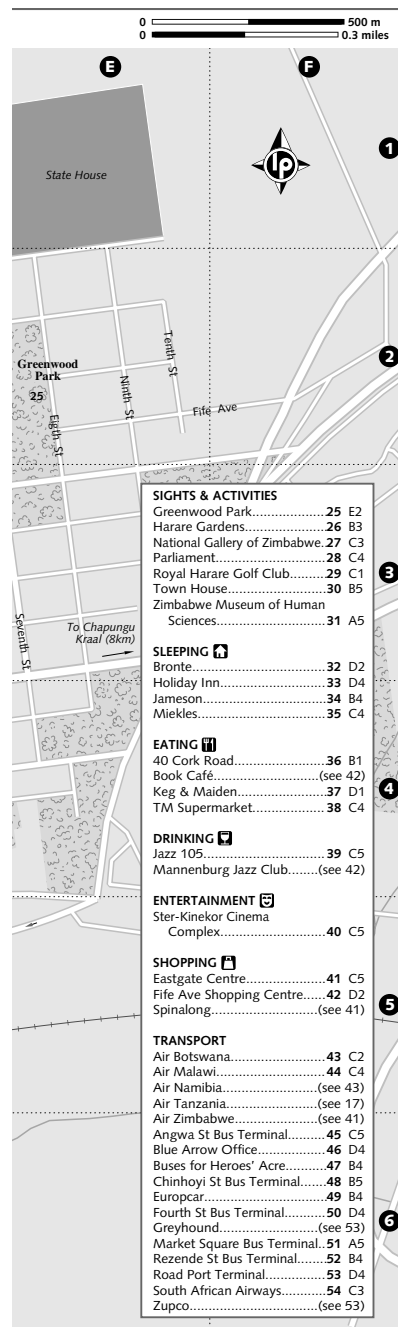 0 500 m
0 0.3 miles
E F
1
lp
State House
2
Greenwood
Park
25
Eigth St
Ninth St
Tenth St
Fife Ave
3
Seventh St
To Chapungu
Kraal (8km)
4
5
6
SIGHTS & ACTIVITIES
Greenwood Park......................25 E2
Harare Gardens......................26 B3
National Gallery of Zimbabwe..27 C3
Parliament..............................28 C4
Royal Harare Golf Club............29 C1
Town House............................30 B5
Zimbabwe Museum of Human
Sciences..............................31 A5
SLEEPING
Bronte....................................32 D2
Holiday Inn.............................33 D4
Jameson.................................34 B4
Miekles...................................35 C4
EATING
40 Cork Road..........................36 B1
Book Café..........................(see 42)
Keg & Maiden.........................37 D1
TM Supermarket.....................38 C4
DRINKING
Jazz 105..................................39 C5
Mannenburg Jazz Club.......(see 42)
ENTERTAINMENT
Ster-Kinekor Cinema
Complex..............................40 C5
SHOPPING
Eastgate Centre.......................41 C5
Fife Ave Shopping Centre.......42 D2
Spinalong...........................(see 41)
TRANSPORT
Air Botswana..........................43 C2
Air Malawi..............................44 C4
Air Namibia........................(see 43)
Air Tanzania.......................(see 17)
Air Zimbabwe....................(see 41)
Angwa St Bus Terminal...........45 C5
Blue Arrow Office...................46 D4
Buses for Heroes' Acre............47 B4
Chinhoyi St Bus Terminal........48 B5
Europcar.................................49 B4
Fourth St Bus Terminal............50 D4
Greyhound.........................(see 53)
Market Square Bus Terminal...51 A5
Rezende St Bus Terminal.........52 B4
Road Port Terminal.................53 D4
South African Airways.............54 C3
Zupco................................(see 53)